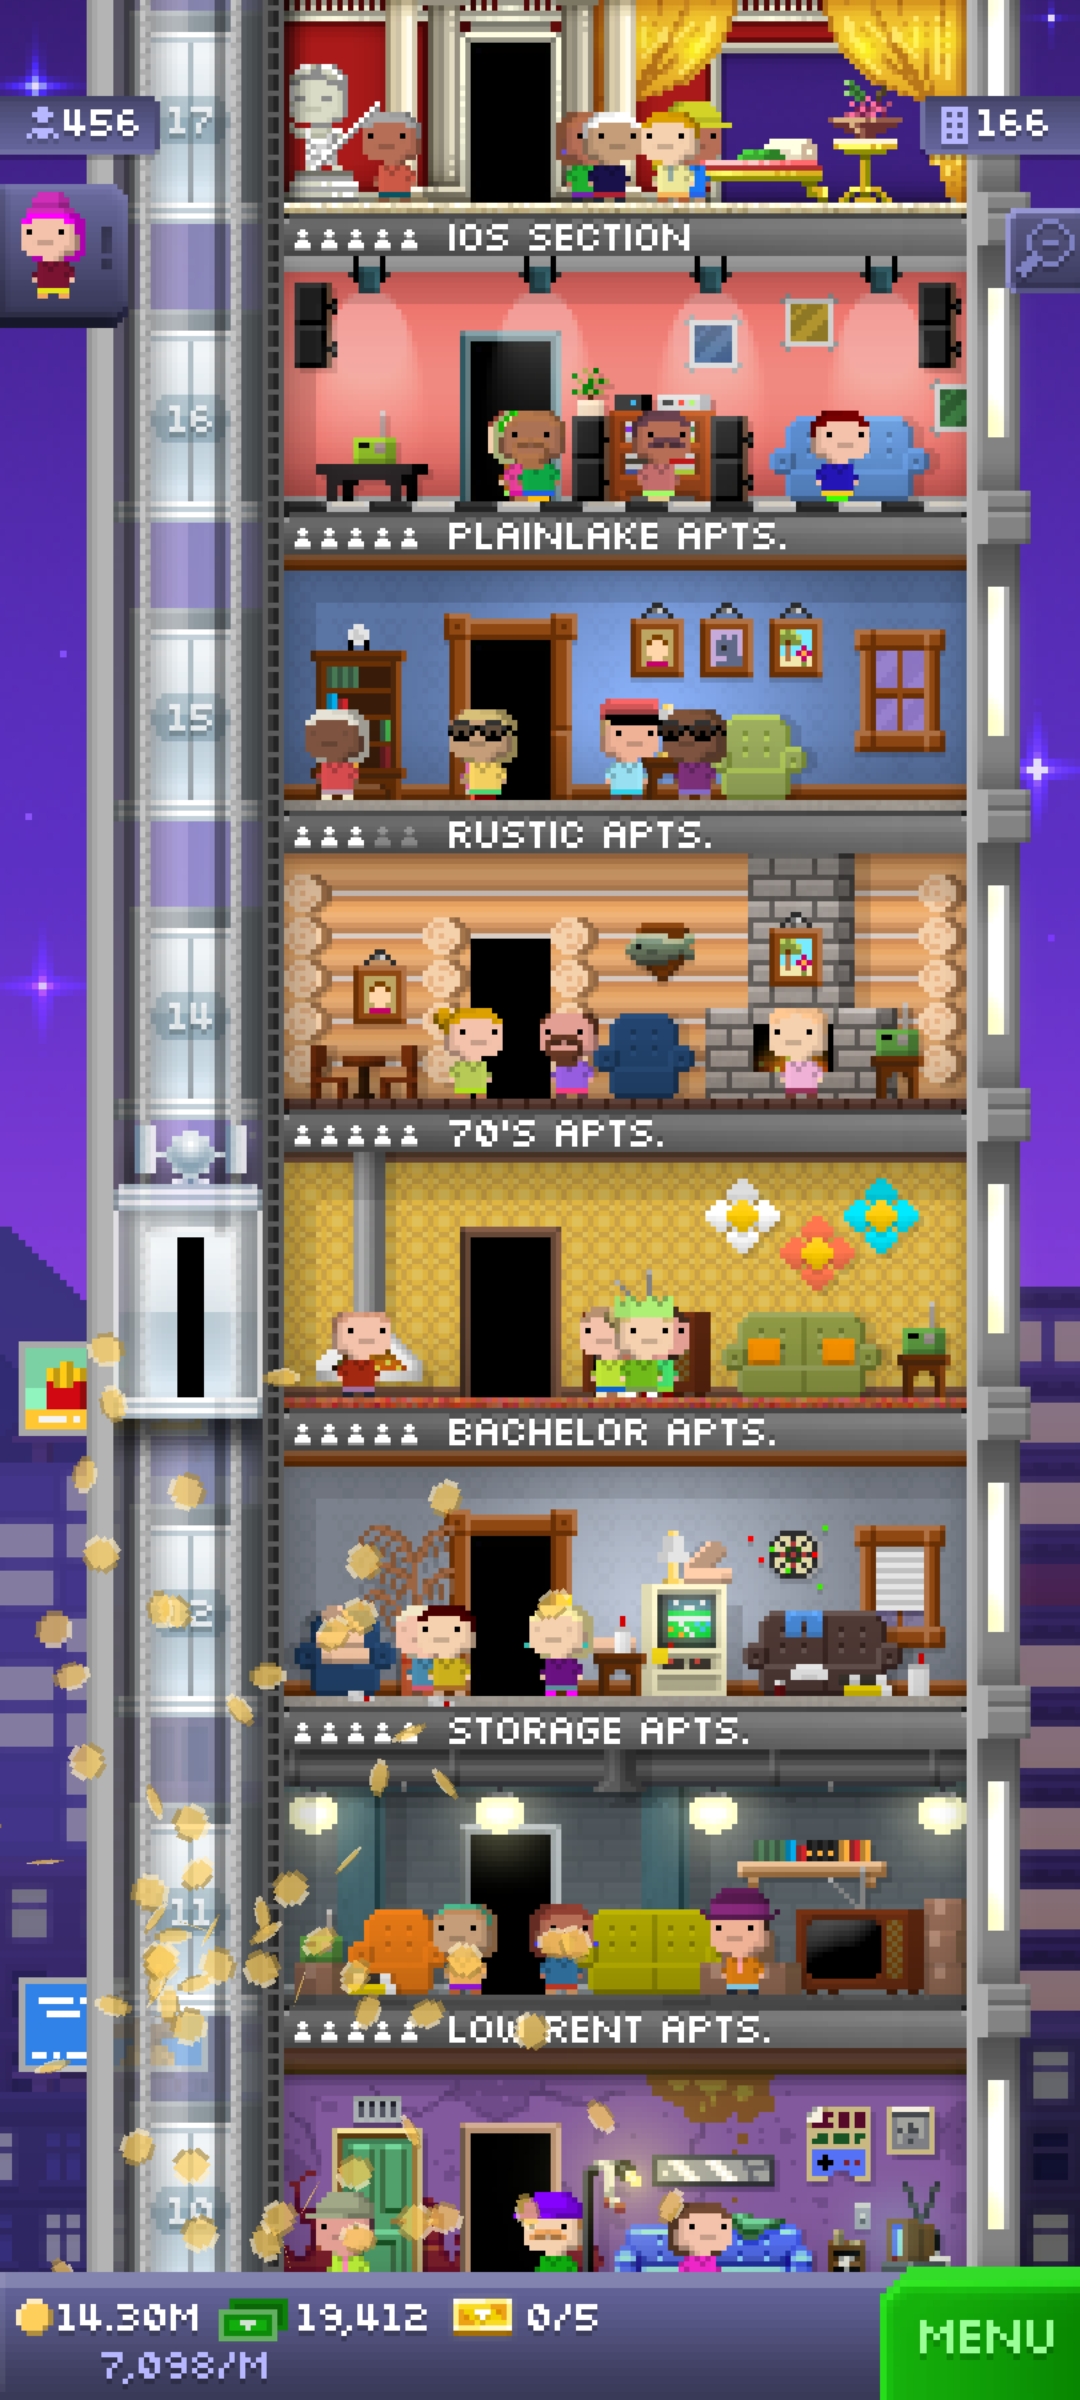 17
456
166
!
IOS SECTION
16
PLAINLAKE APTS.
15
RUSTIC APTS.
14
70'S APTS.
BACHELOR APTS.
12
STORAGE APTS.
11
LOW RENT APTS.
10
14.30M 19,412 0/5
7,098/M
MENU